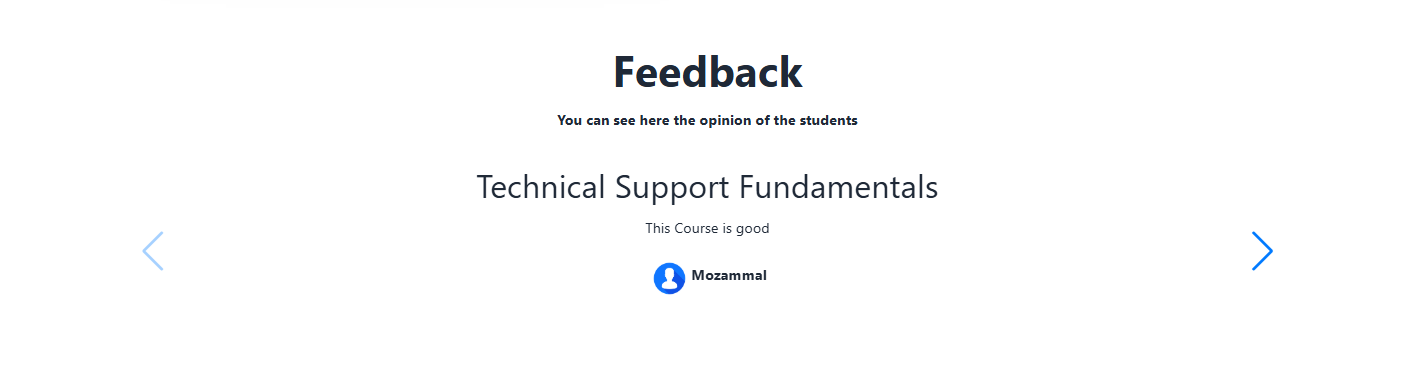 Feedback
You can see here the opinion of the students
Technical Support Fundamentals
This Course is good
Mozammal